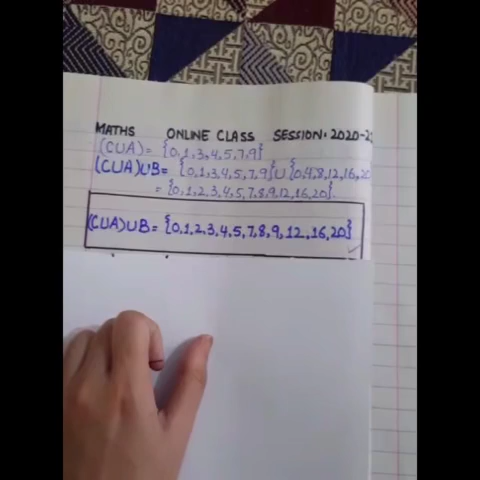 MATHS ONLINE CLASS SESSION: 2020-2
(CUA) = {0,1,3,4,5,7,9}
(CUA)UB = {0,1,3,4,5,7,9} U {0,4,8,12,16,20
= {0,1,2,3,4,5,7,8,9,12,16,20}.
(CUA)UB = {0,1,2,3,4,5,7,8,9,12,16,20}